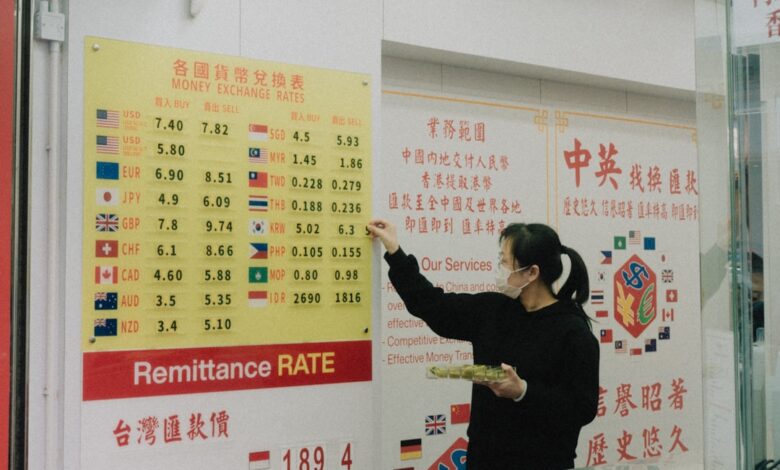 各國貨幣兌換表
MONEY EXCHANGE RATES
買入 BUY 賣出 SELL
USD 7.40 7.82
USD 5.80
EUR 6.90 8.51
JPY 4.9 6.09
GBP 7.8 9.74
CHF 6.1 8.66
CAD 4.60 5.88
AUD 3.5 5.35
NZD 3.4 5.10
買入 BUY 賣出 SELL
SGD 4.5 5.93
MYR 1.45 1.86
TWD 0.228 0.279
THB 0.188 0.236
KRW 5.02 6.3
PHP 0.105 0.155
MOP 0.80 0.98
IDR 2690 1816
Remittance RATE
台灣匯款價
189 4
業務範圍
中國內地交付人民幣
香港提取港幣
匯款至全中國及世界各地
即匯即到 匯率特高
Our Services
to China and
over
effective
Competitive Exchan
Effective Money Trans
中英 找換 匯款
歷史悠久 信譽昭著 匯率特高 即匯即到
$
¥
€
信譽昭著
歷史悠久
香